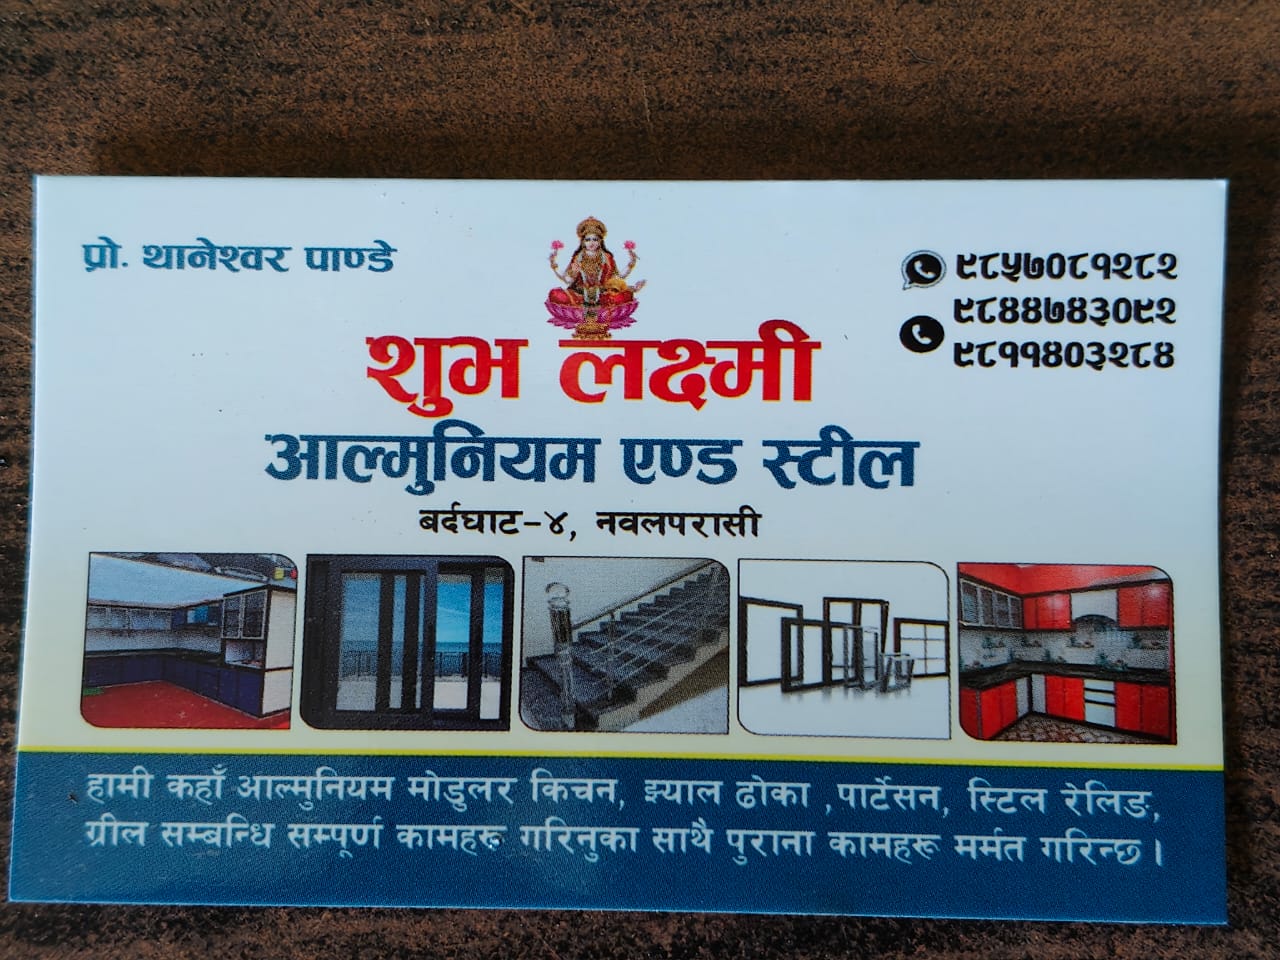 प्रो. थानेश्वर पाण्डे
९८५७०८१२८२
९८४४७४३०९२
९८११४०३२८४
शुभ लक्ष्मी
आल्मुनियम एण्ड स्टील
बर्दघाट-४, नवलपरासी
हामी कहाँ आल्मुनियम मोडुलर किचन, झ्याल ढोका ,पार्टेसन, स्टिल रेलिङ,
ग्रील सम्बन्धि सम्पूर्ण कामहरू गरिनुका साथै पुराना कामहरू मर्मत गरिन्छ ।